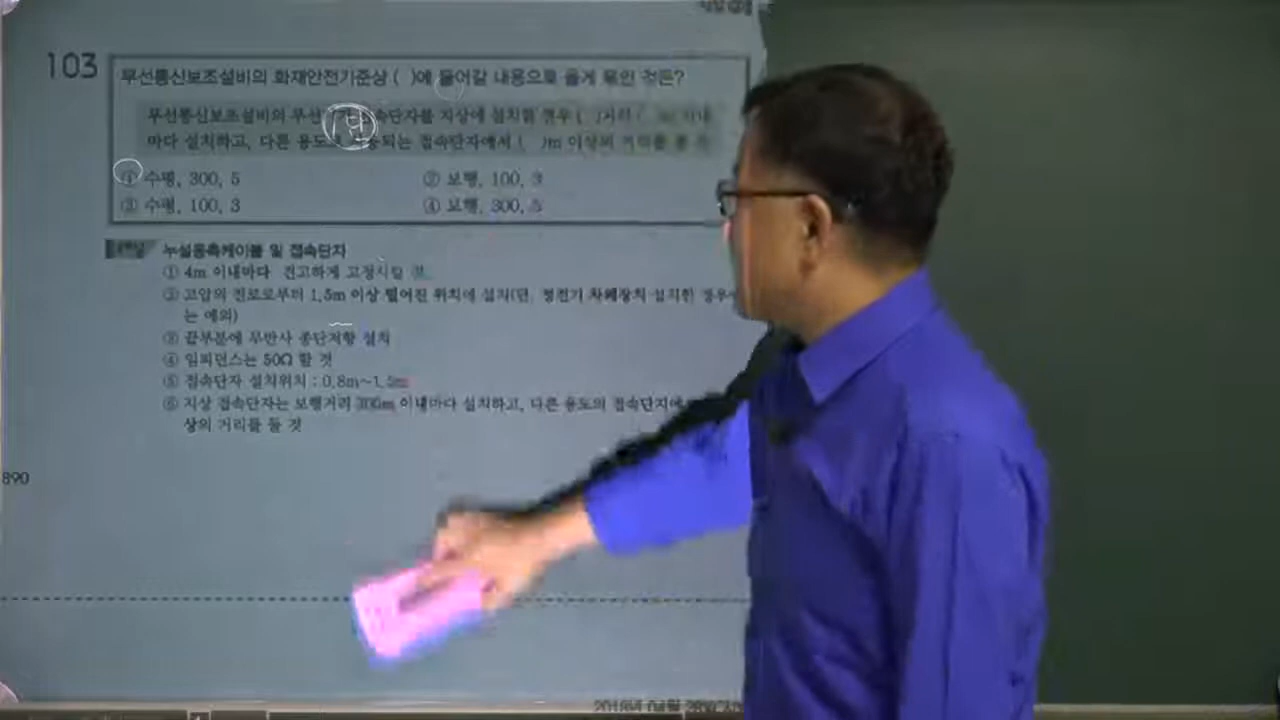 103
무선통신보조설비의 화재안전기준상 ( )에 들어갈 내용으로 옳게 묶인 것은?
무선통신보조설비의 무선 접속단자를 지상에 설치할 경우 ( )거리 ( )m 이내
마다 설치하고, 다른 용도로 사용되는 접속단자에서 ( )m 이상의 거리를 둘
① 수평, 300, 5
② 보행, 100, 3
③ 수평, 100, 3
④ 보행, 300, 5
누설동축케이블 및 접속단자
① 4m 이내마다 견고하게 고정시킬 것
② 고압의 전로로부터 1.5m 이상 떨어진 위치에 설치(단, 정전기 차폐장치 설치한 경우
는 예외)
③ 끝부분에 무반사 종단저항 설치
④ 임피던스는 50Ω 할 것
⑤ 접속단자 설치위치 : 0.8m~1.5m
⑥ 지상 접속단자는 보행거리 300m 이내마다 설치하고, 다른 용도의 접속단자에
상의 거리를 둘 것
890